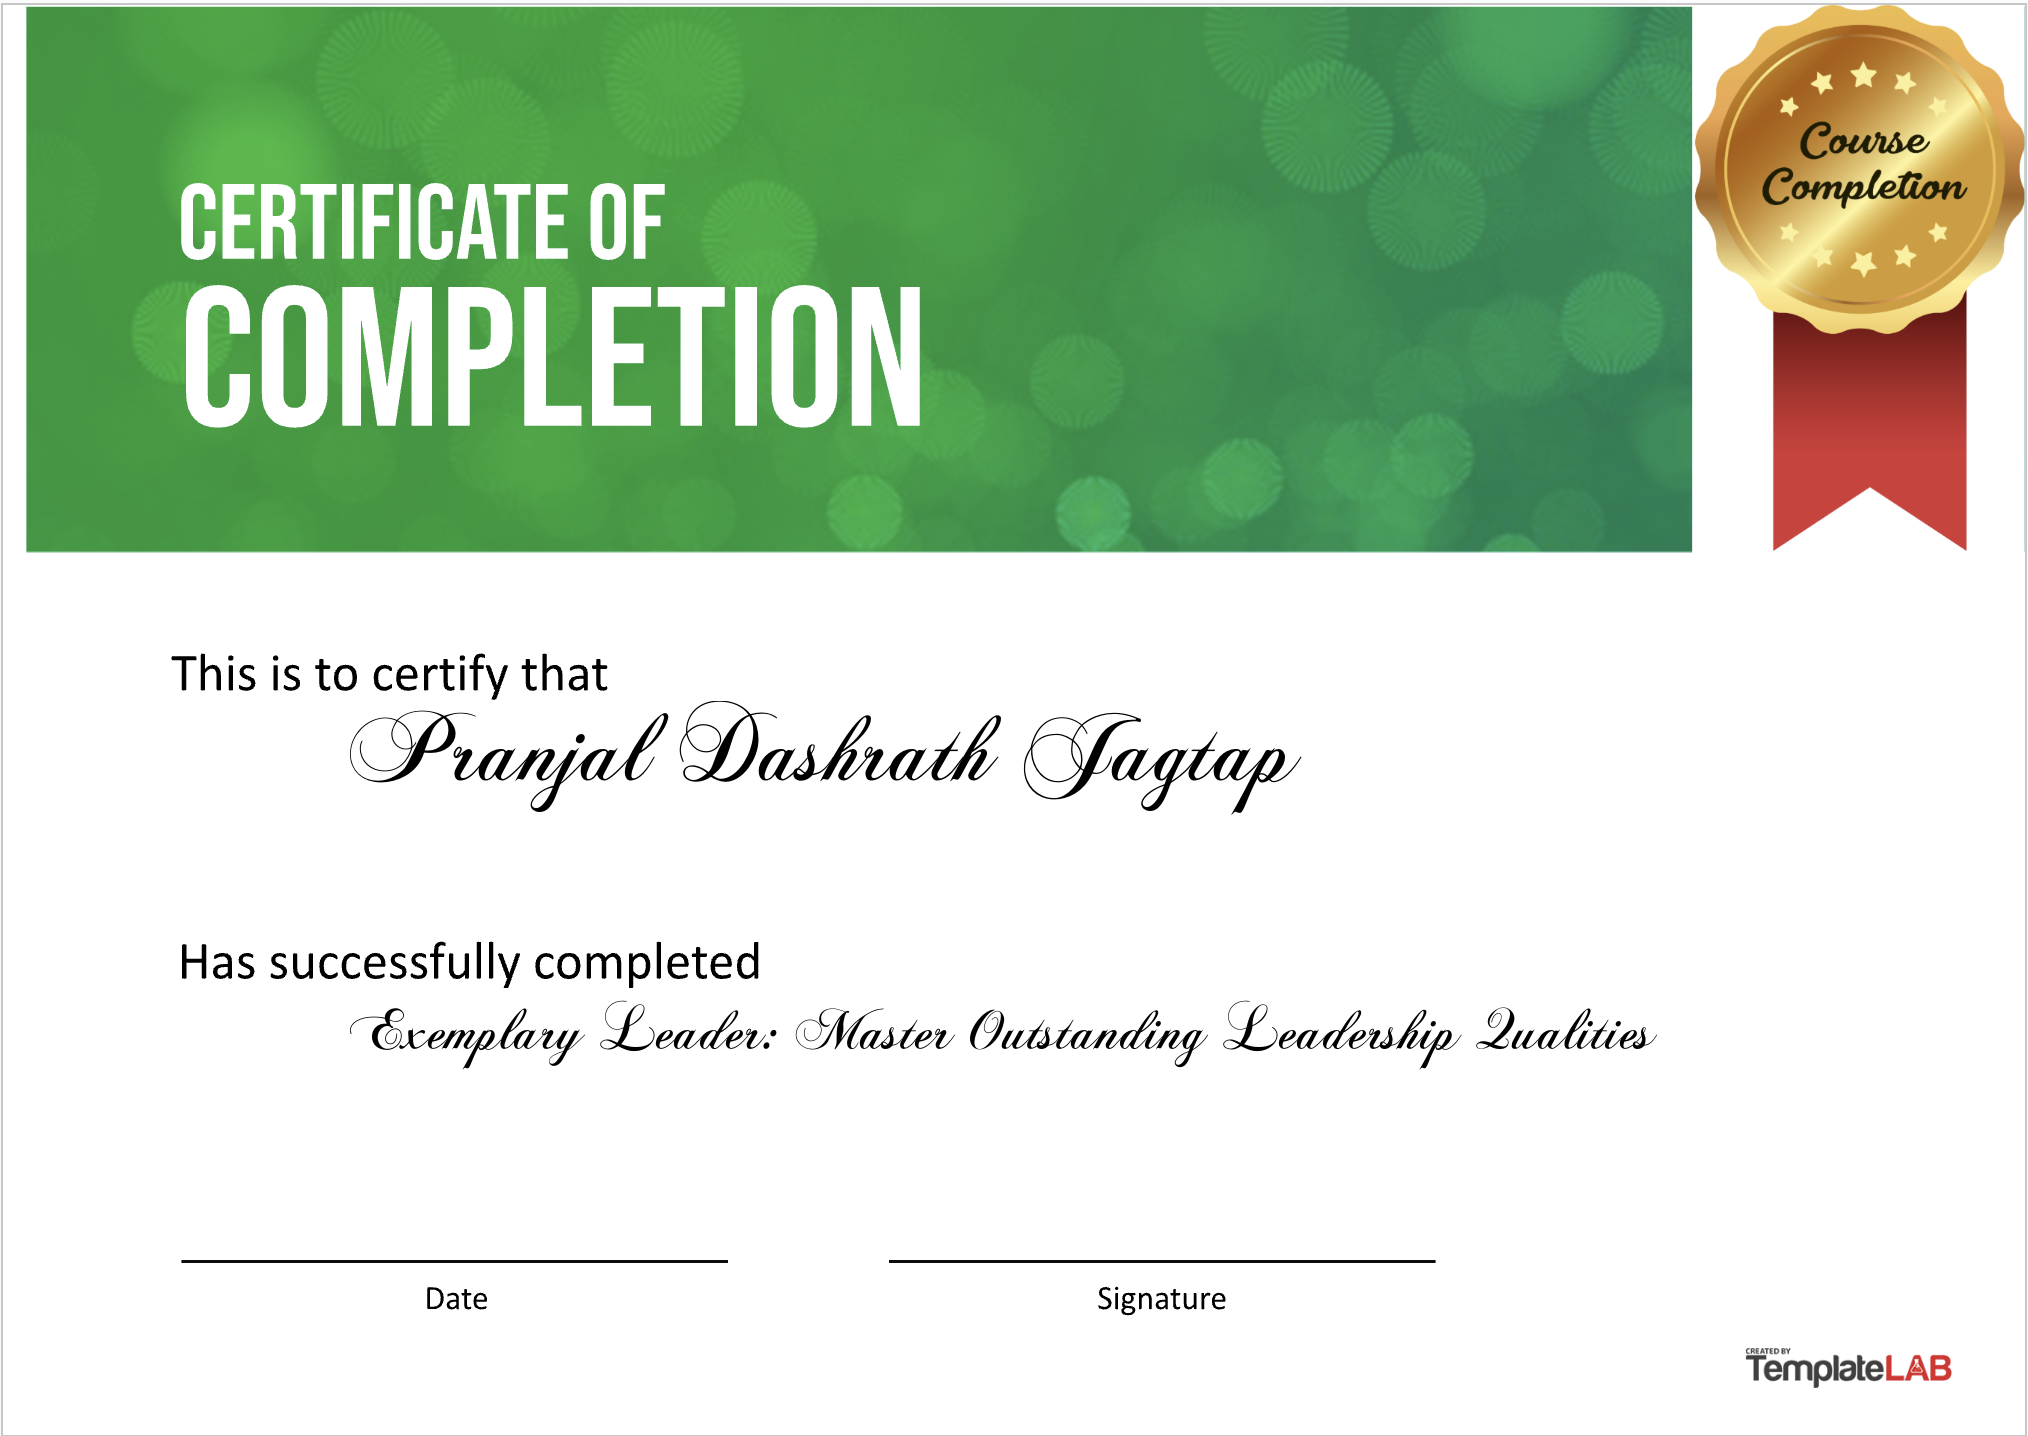 CERTIFICATE OF
COMPLETION
Course
Completion
This is to certify that
Pranjal Dashrath Jagtap
Has successfully completed
Exemplary Leader: Master Outstanding Leadership Qualities
Date
Signature
CREATED BY
TemplateLAB